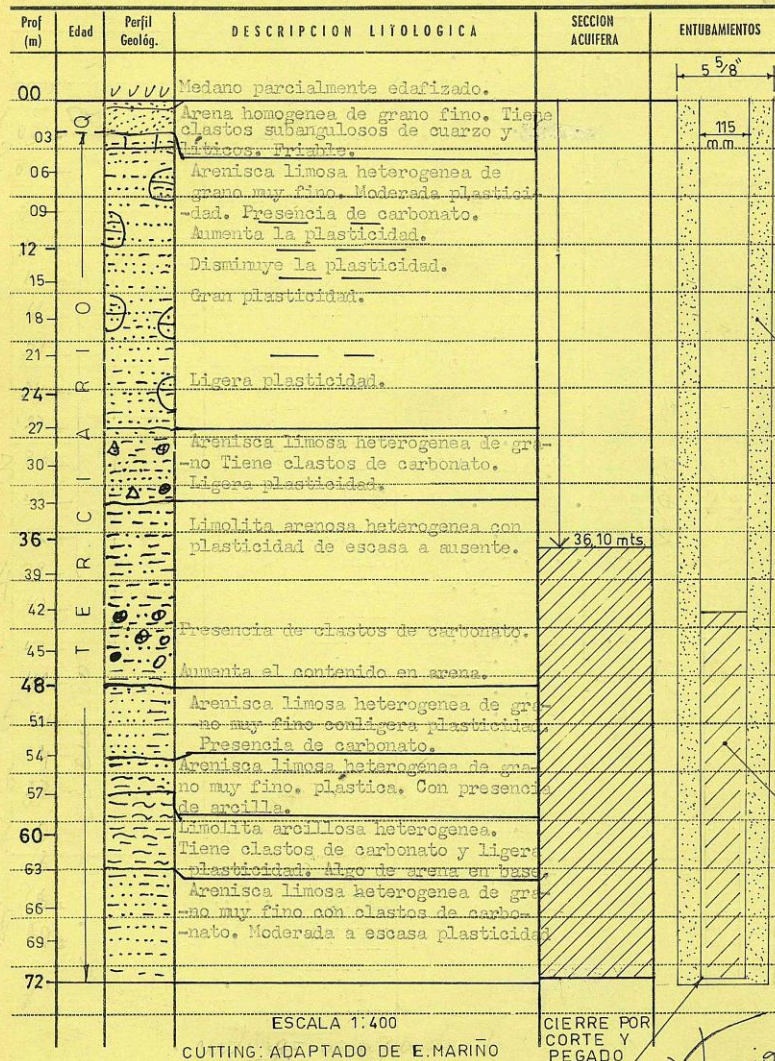 Prof (m)
Edad
Perfil Geológ.
DESCRIPCION LITOLOGICA
SECCION ACUIFERA
ENTUBAMIENTOS
5 5/8"
115 m.m
00
03
06
09
12
15
18
21
24
27
30
33
36
39
42
45
48
51
54
57
60
63
66
69
72
Q
TERCIARIO
Medano parcialmente edafizado.
Arena homogenea de grano fino. Tiene
clastos subangulosos de cuarzo y
líticos. Friable.
Arenisca limosa heterogenea de
grano muy fino. Moderada plastici-
-dad. Presencia de carbonato.
Aumenta la plasticidad.
Disminuye la plasticidad.
Gran plasticidad.
Ligera plasticidad.
Arenisca limosa heterogenea de gra-
-no Tiene clastos de carbonato.
Ligera plasticidad.
Limolita arenosa heterogenea con
plasticidad de escasa a ausente.
36,10 mts.
Presencia de clastos de carbonato.
Aumenta el contenido en arena.
Arenisca limosa heterogenea de gra-
-no muy fino conligera plasticidad.
Presencia de carbonato.
Arenisca limosa heterogénea de gra-
no muy fino, plástica. Con presencia
de arcilla.
Limolita arcillosa heterogenea.
Tiene clastos de carbonato y ligera
plasticidad. Algo de arena en base.
Arenisca limosa heterogenea de gra-
-no muy fino con clastos de carbo-
-nato. Moderada a escasa plasticidad
ESCALA 1:400
CUTTING: ADAPTADO DE E.MARIÑO
CIERRE POR
CORTE Y
PEGADO